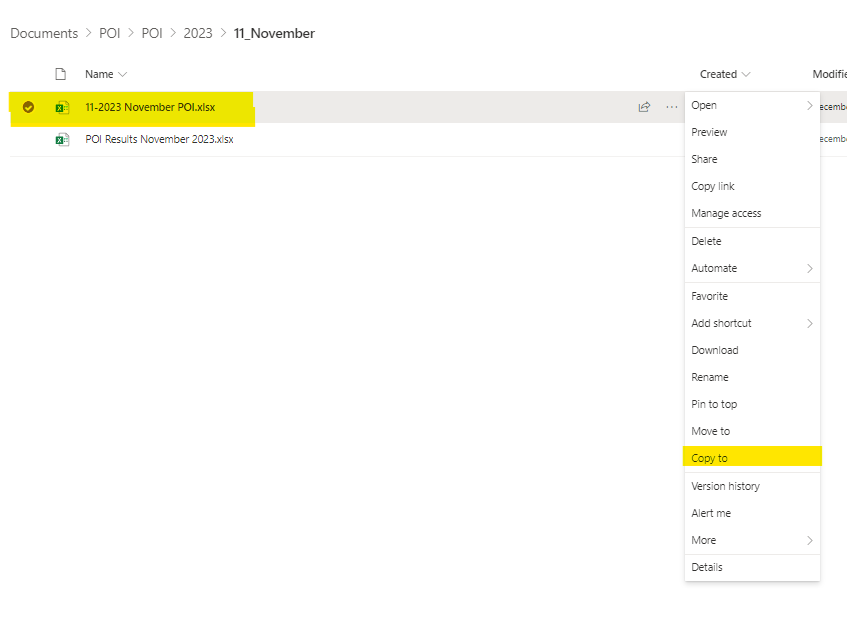 Documents > POI > POI > 2023 > 11_November
Name Created Modifie
11-2023 November POI.xlsx ... ecembe
POI Results November 2023.xlsx ecembe
Open
Preview
Share
Copy link
Manage access
Delete
Automate
Favorite
Add shortcut
Download
Rename
Pin to top
Move to
Copy to
Version history
Alert me
More
Details